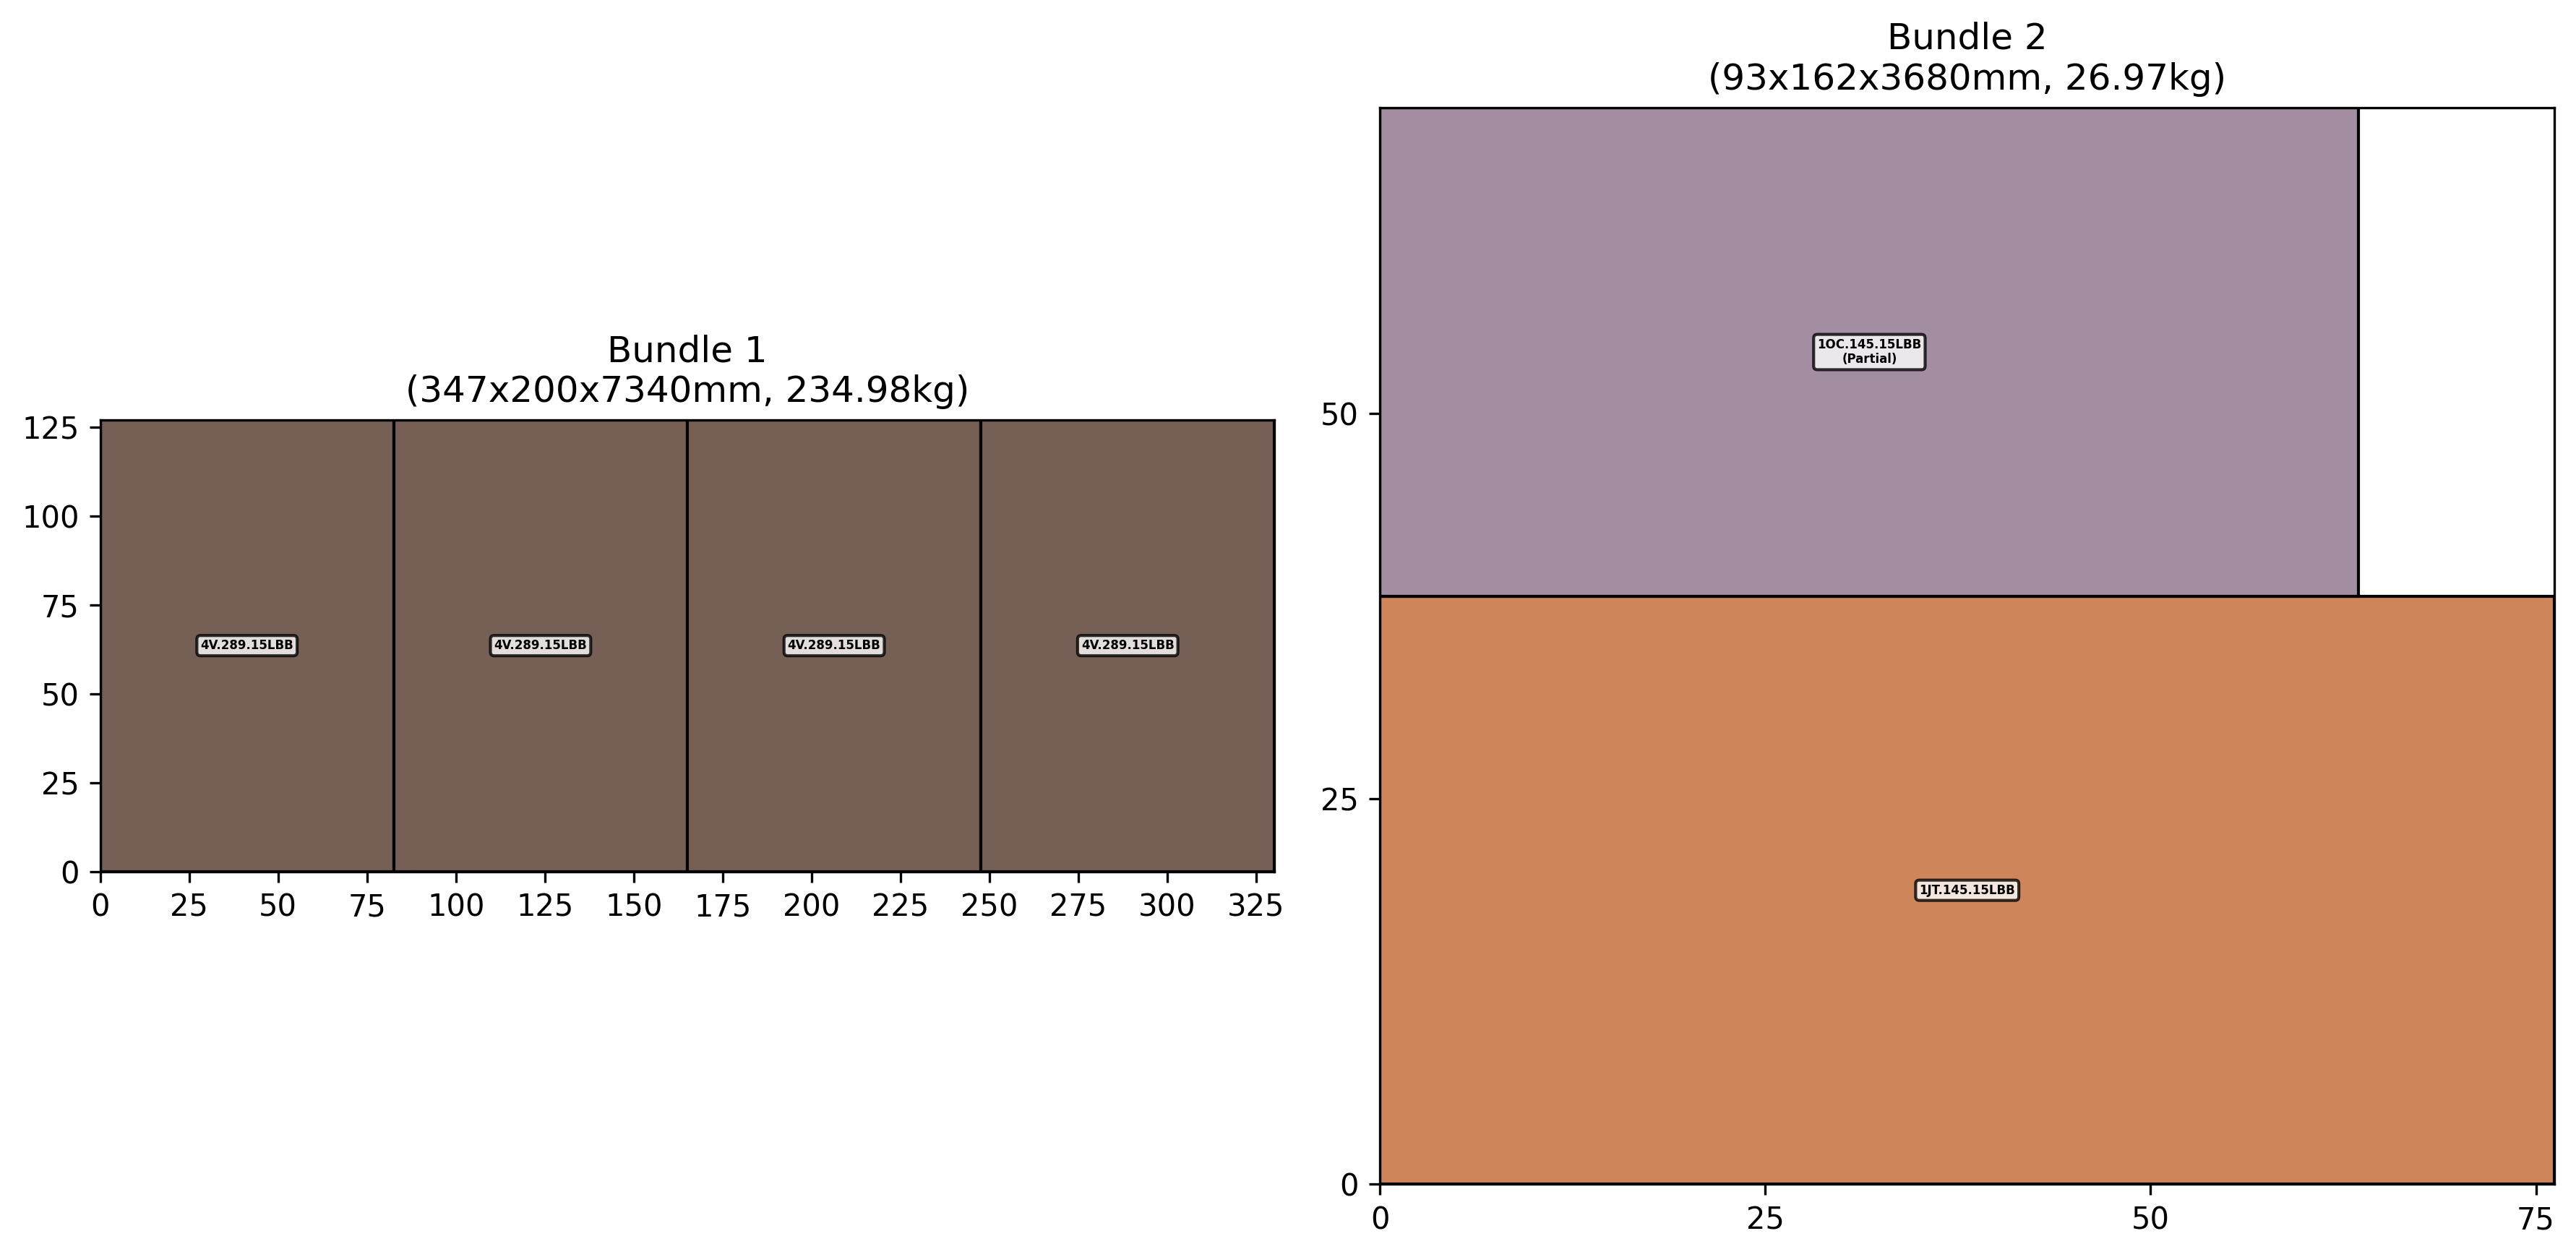 Bundle 1
(347x200x7340mm, 234.98kg)
125
100
75
50
25
0
4V.289.15LBB
4V.289.15LBB
4V.289.15LBB
4V.289.15LBB
0 25 50 75 100 125 150 175 200 225 250 275 300 325
Bundle 2
(93x162x3680mm, 26.97kg)
50
25
0
1OC.145.15LBB
(Partial)
1JT.145.15LBB
0 25 50 75